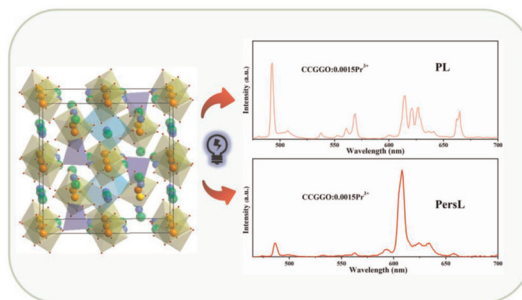 Intensity (a.u.)
CCGGO:0.0015Pr³⁺
PL
500 550 600 650 700
Wavelength (nm)
Intensity (a.u.)
CCGGO:0.0015Pr³⁺
PersL
500 550 600 650 700
Wavelength (nm)